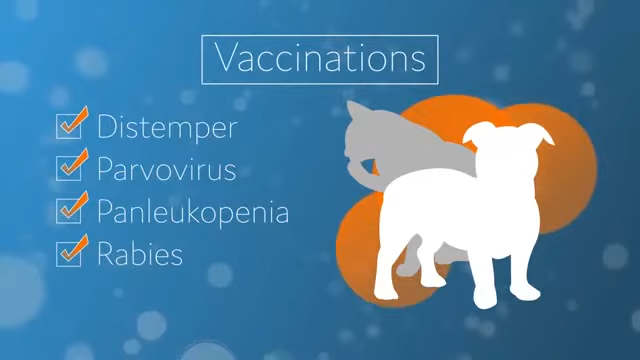 Vaccinations
Distemper
Parvovirus
Panleukopenia
Rabies